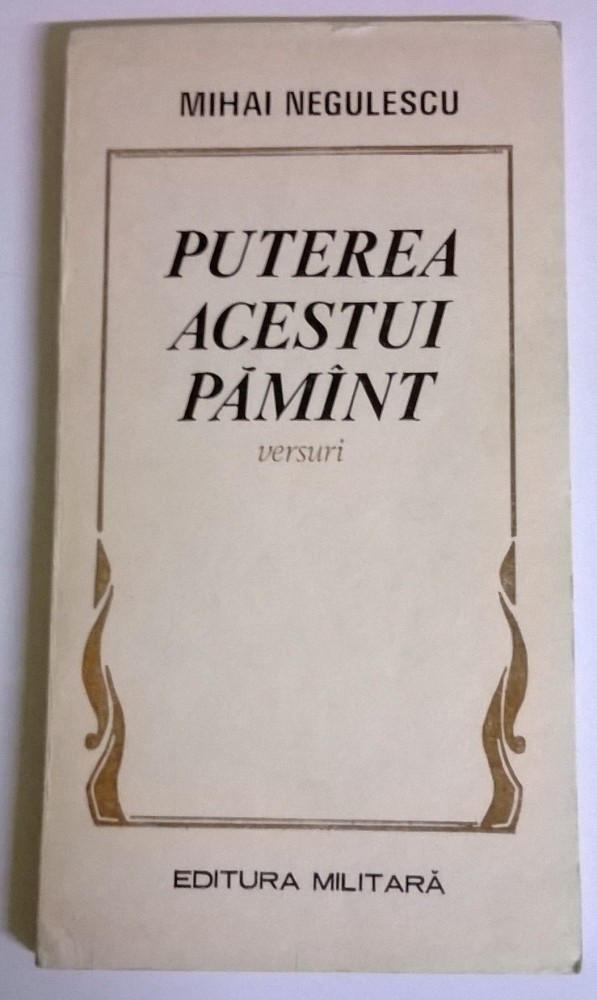 MIHAI NEGULESCU
PUTEREA
ACESTUI
PĂMÎNT
versuri
EDITURA MILITARĂ